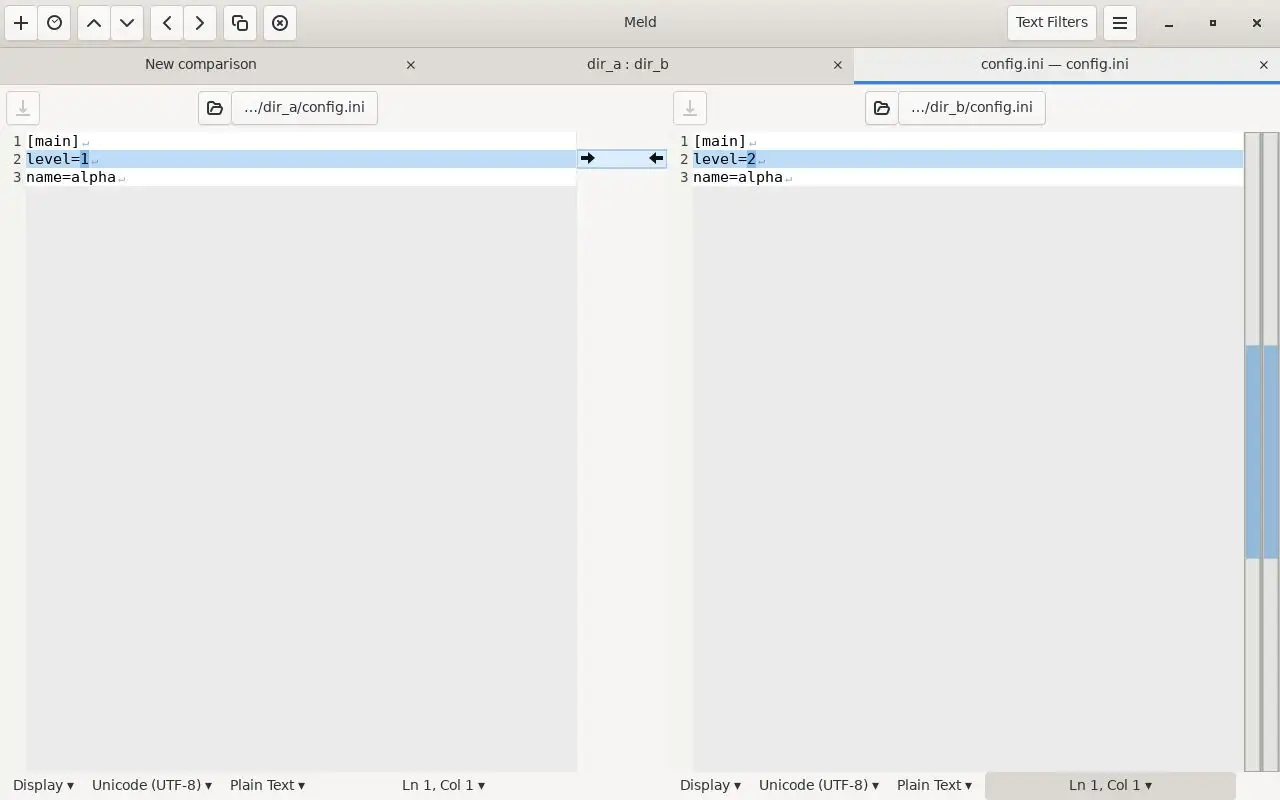 Meld
Text Filters
New comparison
dir_a : dir_b
config.ini — config.ini
.../dir_a/config.ini
.../dir_b/config.ini
1 [main]
2 level=1
3 name=alpha
1 [main]
2 level=2
3 name=alpha
Display ▾ Unicode (UTF-8) ▾ Plain Text ▾ Ln 1, Col 1 ▾
Display ▾ Unicode (UTF-8) ▾ Plain Text ▾ Ln 1, Col 1 ▾